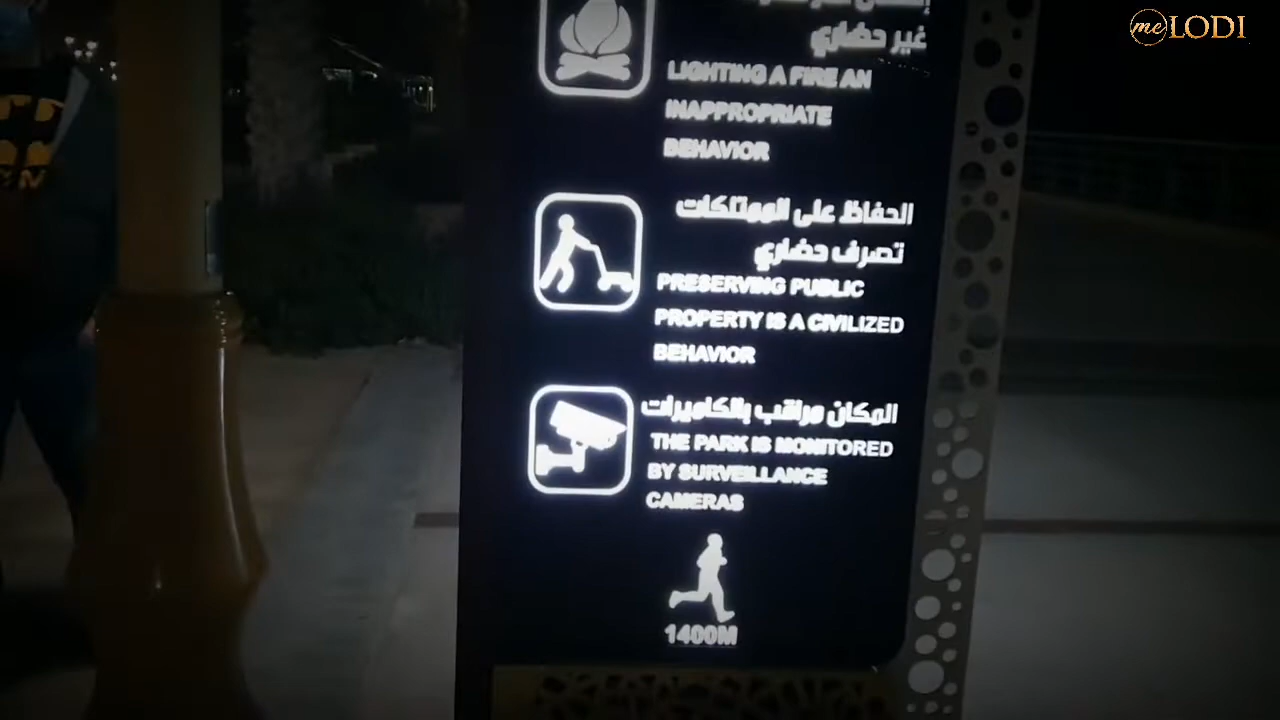 meLODI
غير حضاري
LIGHTING A FIRE AN
INAPPROPRIATE
BEHAVIOR
الحفاظ على الممتلكات
تصرف حضاري
PRESERVING PUBLIC
PROPERTY IS A CIVILIZED
BEHAVIOR
المكان مراقب بالكاميرات
THE PARK IS MONITORED
BY SURVEILLANCE
CAMERAS
1400M